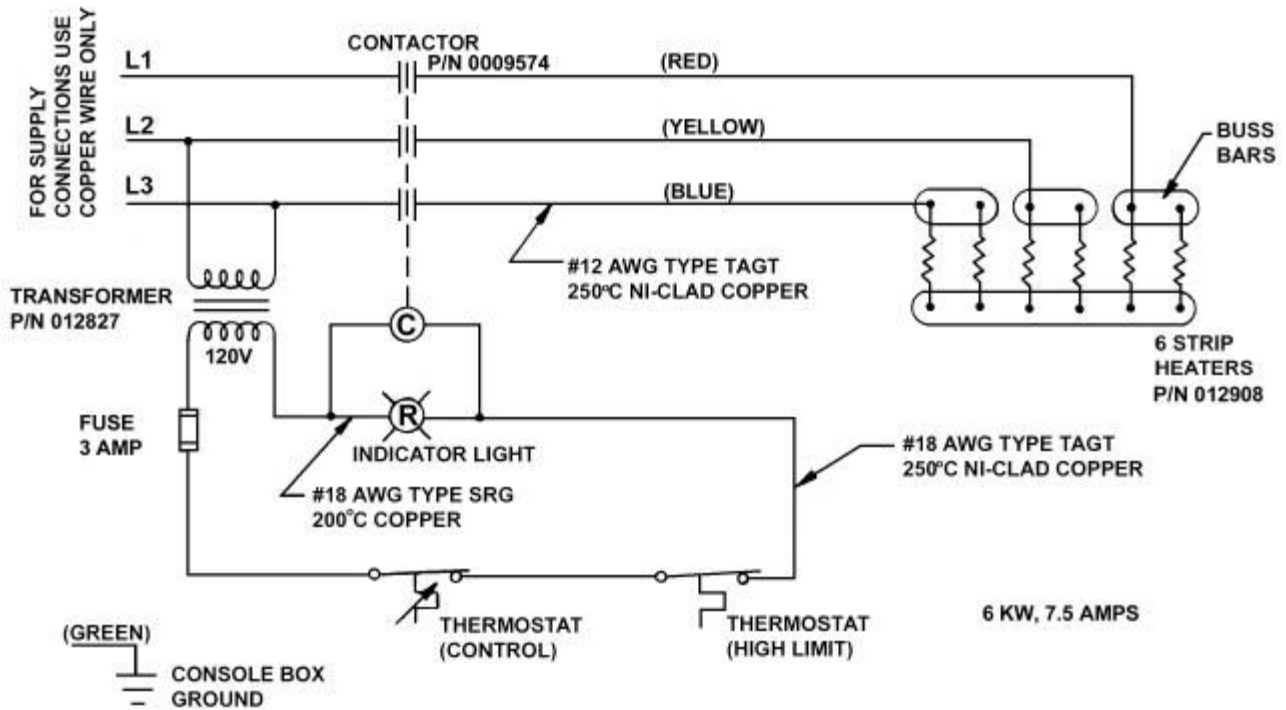 FOR SUPPLY
CONNECTIONS USE
COPPER WIRE ONLY
CONTACTOR
P/N 0009574
L1
(RED)
L2
(YELLOW)
BUSS
BARS
L3
(BLUE)
#12 AWG TYPE TAGT
250°C NI-CLAD COPPER
TRANSFORMER
P/N 012827
120V
C
6 STRIP
HEATERS
P/N 012908
FUSE
3 AMP
R
INDICATOR LIGHT
#18 AWG TYPE TAGT
250°C NI-CLAD COPPER
#18 AWG TYPE SRG
200°C COPPER
THERMOSTAT
(CONTROL)
THERMOSTAT
(HIGH LIMIT)
6 KW, 7.5 AMPS
(GREEN)
CONSOLE BOX
GROUND